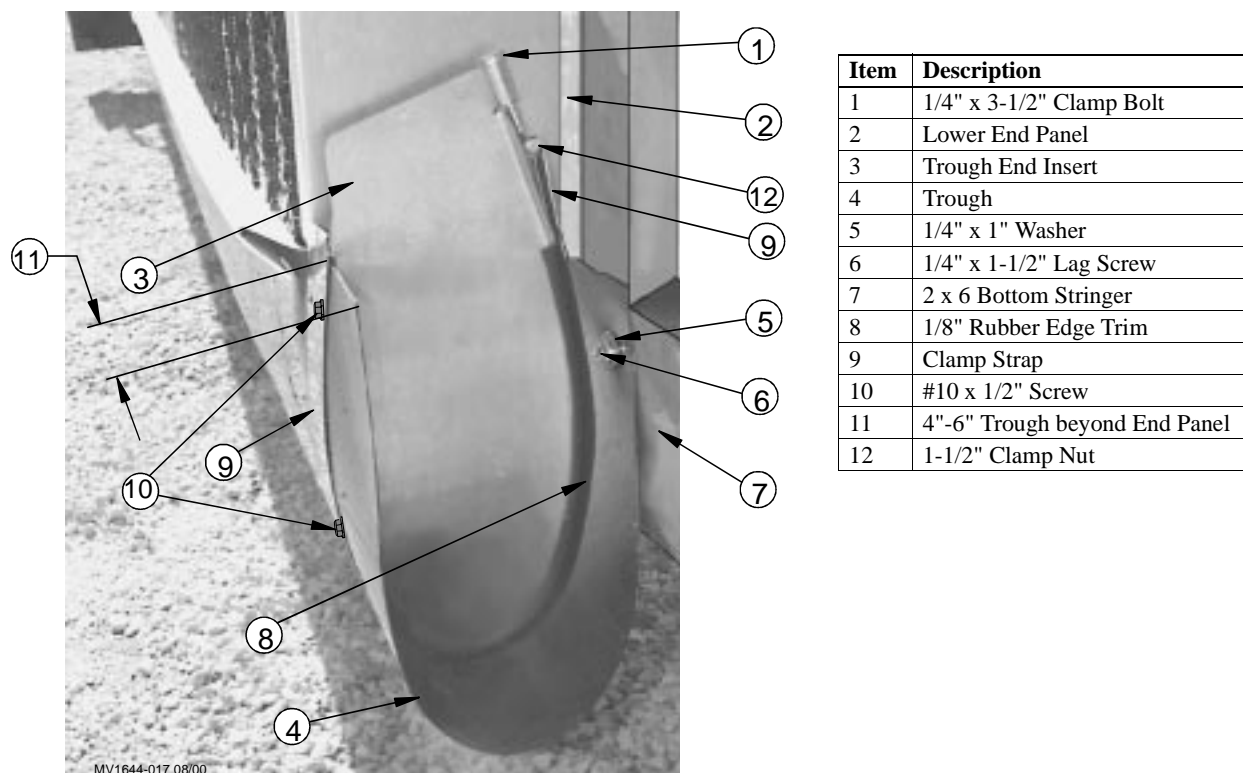 1
2
12
9
11
3
5
6
9
10
7
8
4
MV1644-017 08/00
Item Description
1 1/4" x 3-1/2" Clamp Bolt
2 Lower End Panel
3 Trough End Insert
4 Trough
5 1/4" x 1" Washer
6 1/4" x 1-1/2" Lag Screw
7 2 x 6 Bottom Stringer
8 1/8" Rubber Edge Trim
9 Clamp Strap
10 #10 x 1/2" Screw
11 4"-6" Trough beyond End Panel
12 1-1/2" Clamp Nut